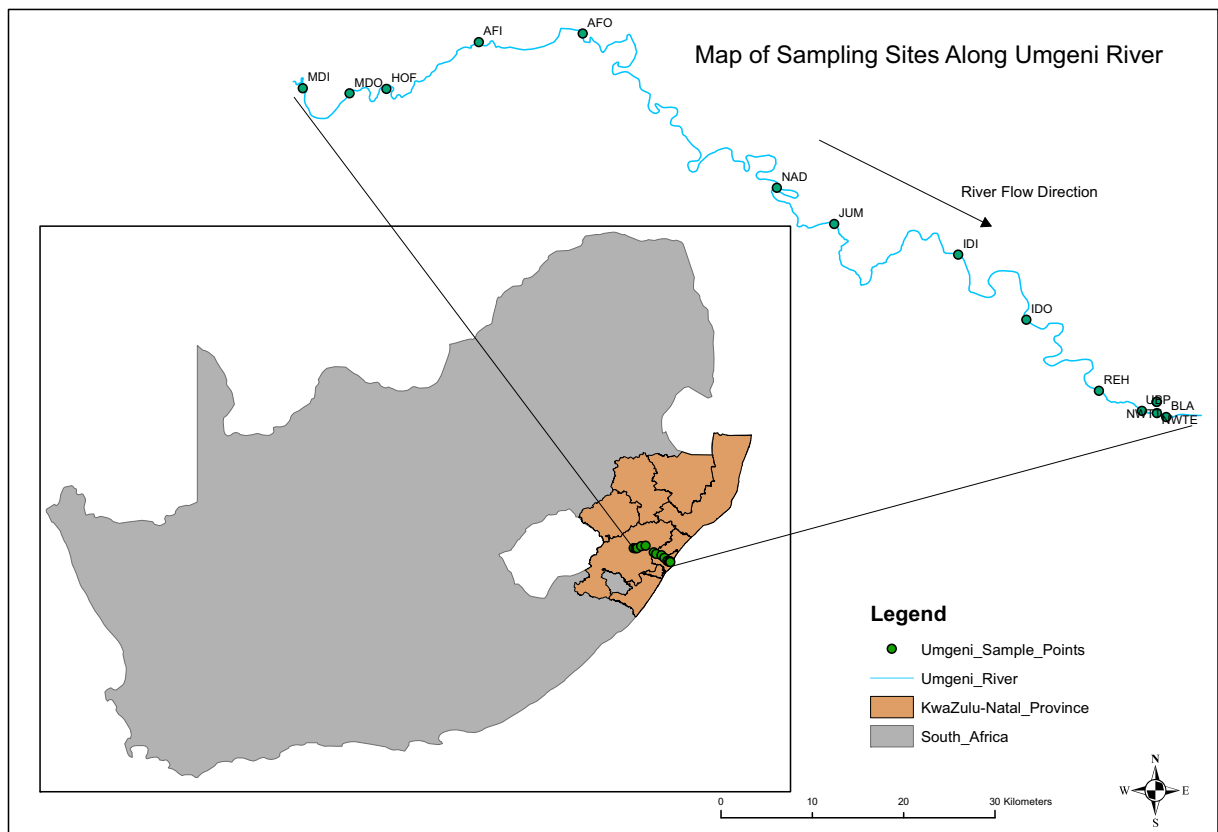 Map of Sampling Sites Along Umgeni River
AFI
AFO
MDI
MDO
HOF
NAD
River Flow Direction
JUM
IDI
IDO
REH
UBP
BLA
NWTI
NWTE
Legend
Umgeni_Sample_Points
Umgeni_River
KwaZulu-Natal_Province
South_Africa
N
W
E
S
0 10 20 30 Kilometers